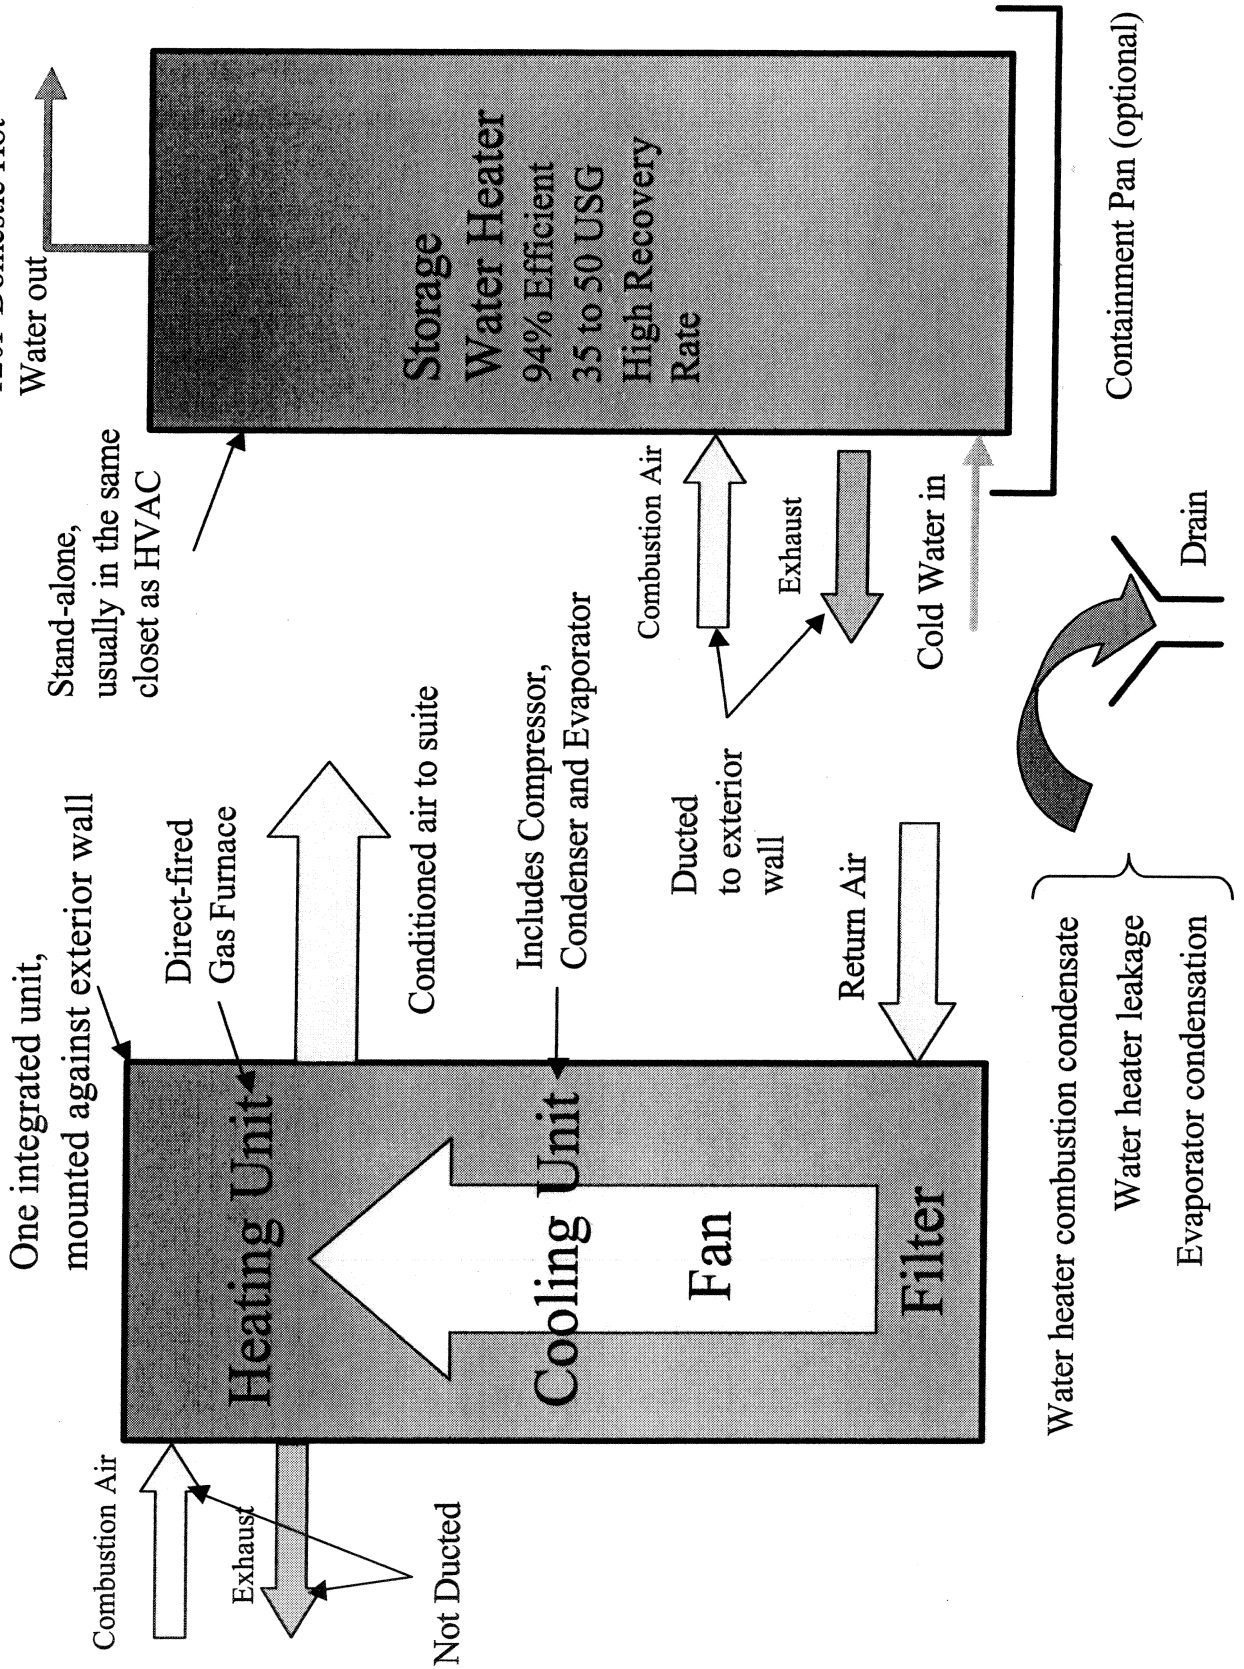 One integrated unit,
mounted against exterior wall
Combustion Air
Exhaust
Not Ducted
Heating Unit
Direct-fired
Gas Furnace
Conditioned air to suite
Cooling Unit
Includes Compressor,
Condenser and Evaporator
Fan
Filter
Return Air
Stand-alone,
usually in the same
closet as HVAC
Water out
Storage
Water Heater
94% Efficient
35 to 50 USG
High Recovery
Rate
Combustion Air
Exhaust
Ducted
to exterior
wall
Cold Water in
Containment Pan (optional)
Water heater combustion condensate
Water heater leakage
Evaporator condensation
Drain